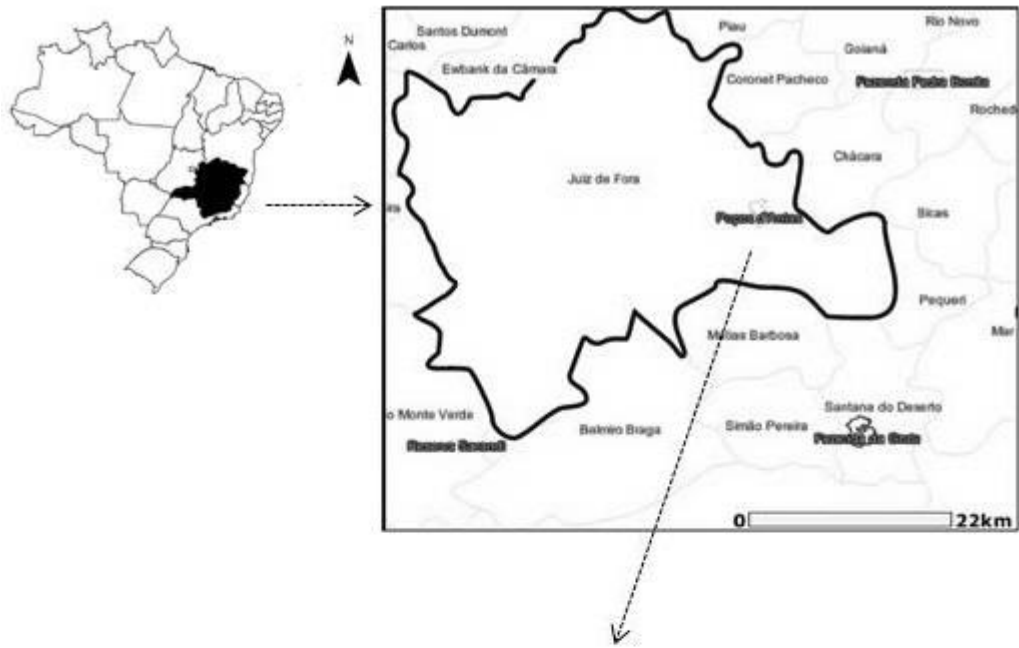 N
Santos Dumont
Carlos
Ewbank da Câmara
Piau
Rio Novo
Goianá
Coronel Pacheco
Chácara
Juiz de Fora
Bicas
Pequeri
Mar
Matias Barbosa
o Monte Verde
Santana do Deserto
Simão Pereira
Belmiro Braga
0 22km